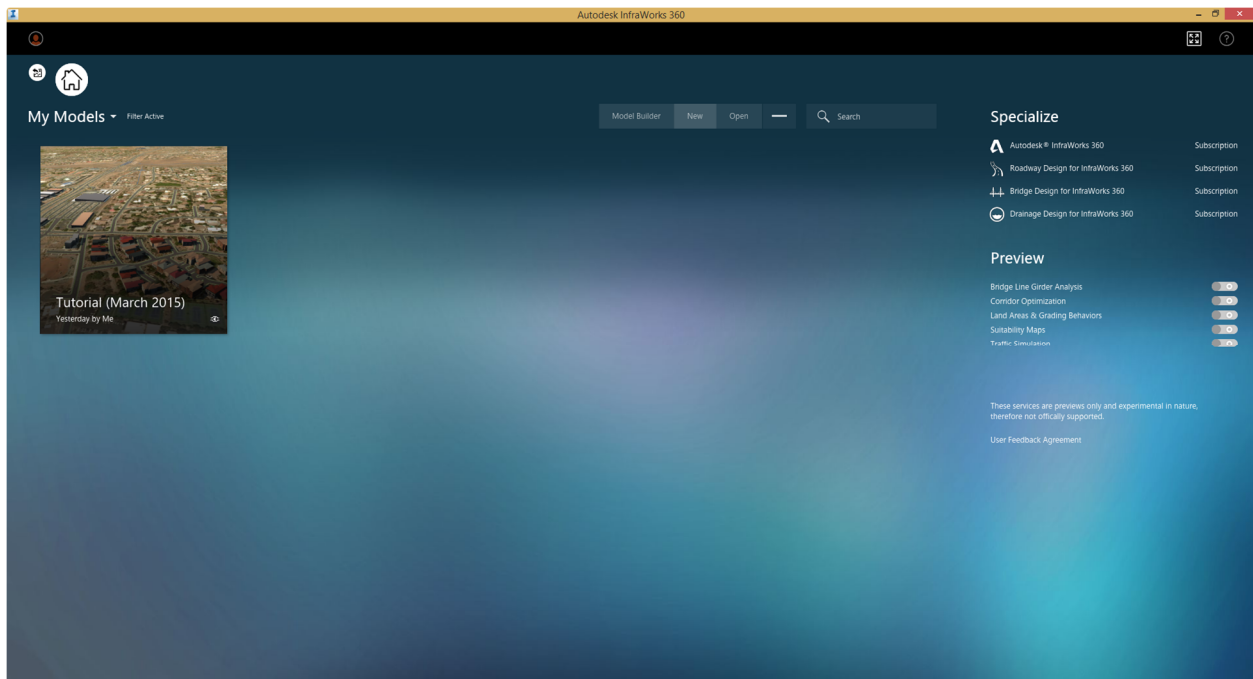 Autodesk InfraWorks 360
My Models
Filter Active
Model Builder
New
Open
Search
Tutorial (March 2015)
Yesterday by Me
Specialize
Autodesk® InfraWorks 360 Subscription
Roadway Design for InfraWorks 360 Subscription
Bridge Design for InfraWorks 360 Subscription
Drainage Design for InfraWorks 360 Subscription
Preview
Bridge Line Girder Analysis
Corridor Optimization
Land Areas & Grading Behaviors
Suitability Maps
Traffic Simulation
These services are previews only and experimental in nature,
therefore not offically supported.
User Feedback Agreement